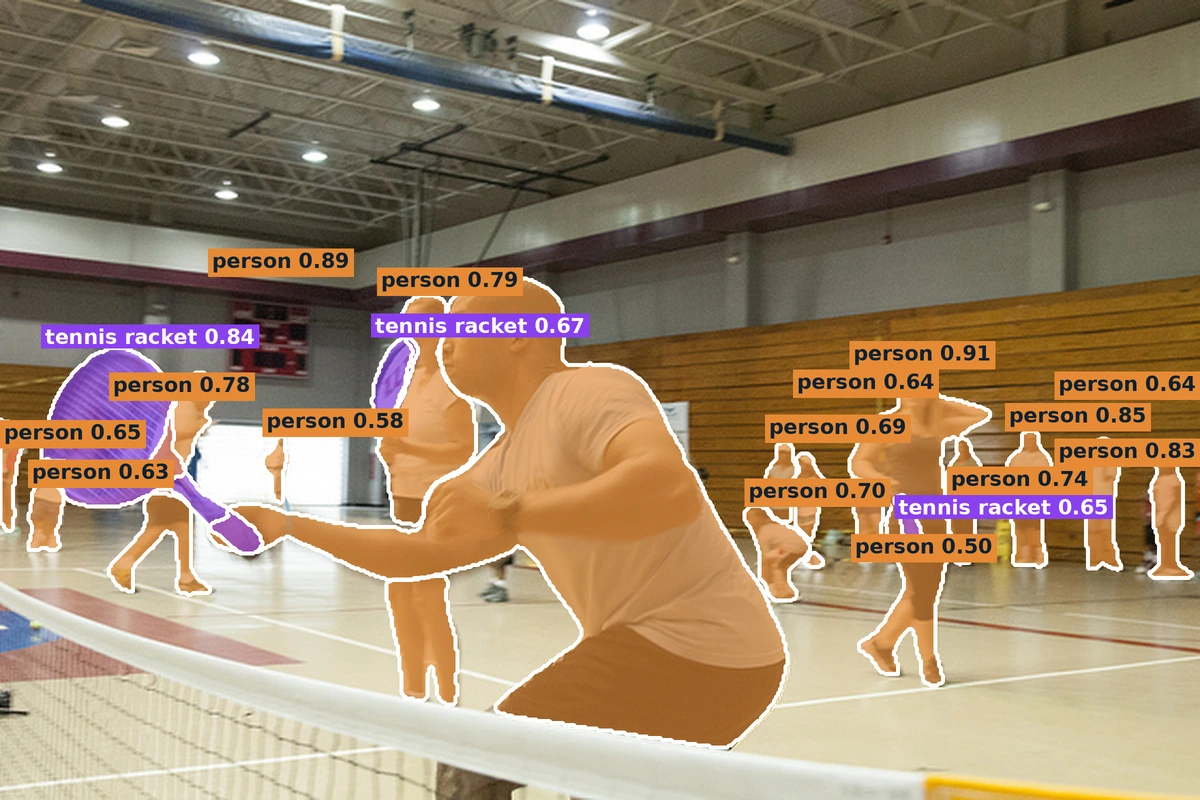 person 0.89
person 0.79
tennis racket 0.67
tennis racket 0.84
person 0.91
person 0.64
person 0.64
person 0.78
person 0.58
person 0.85
person 0.69
person 0.65
person 0.83
person 0.63
person 0.74
person 0.70
tennis racket 0.65
person 0.50